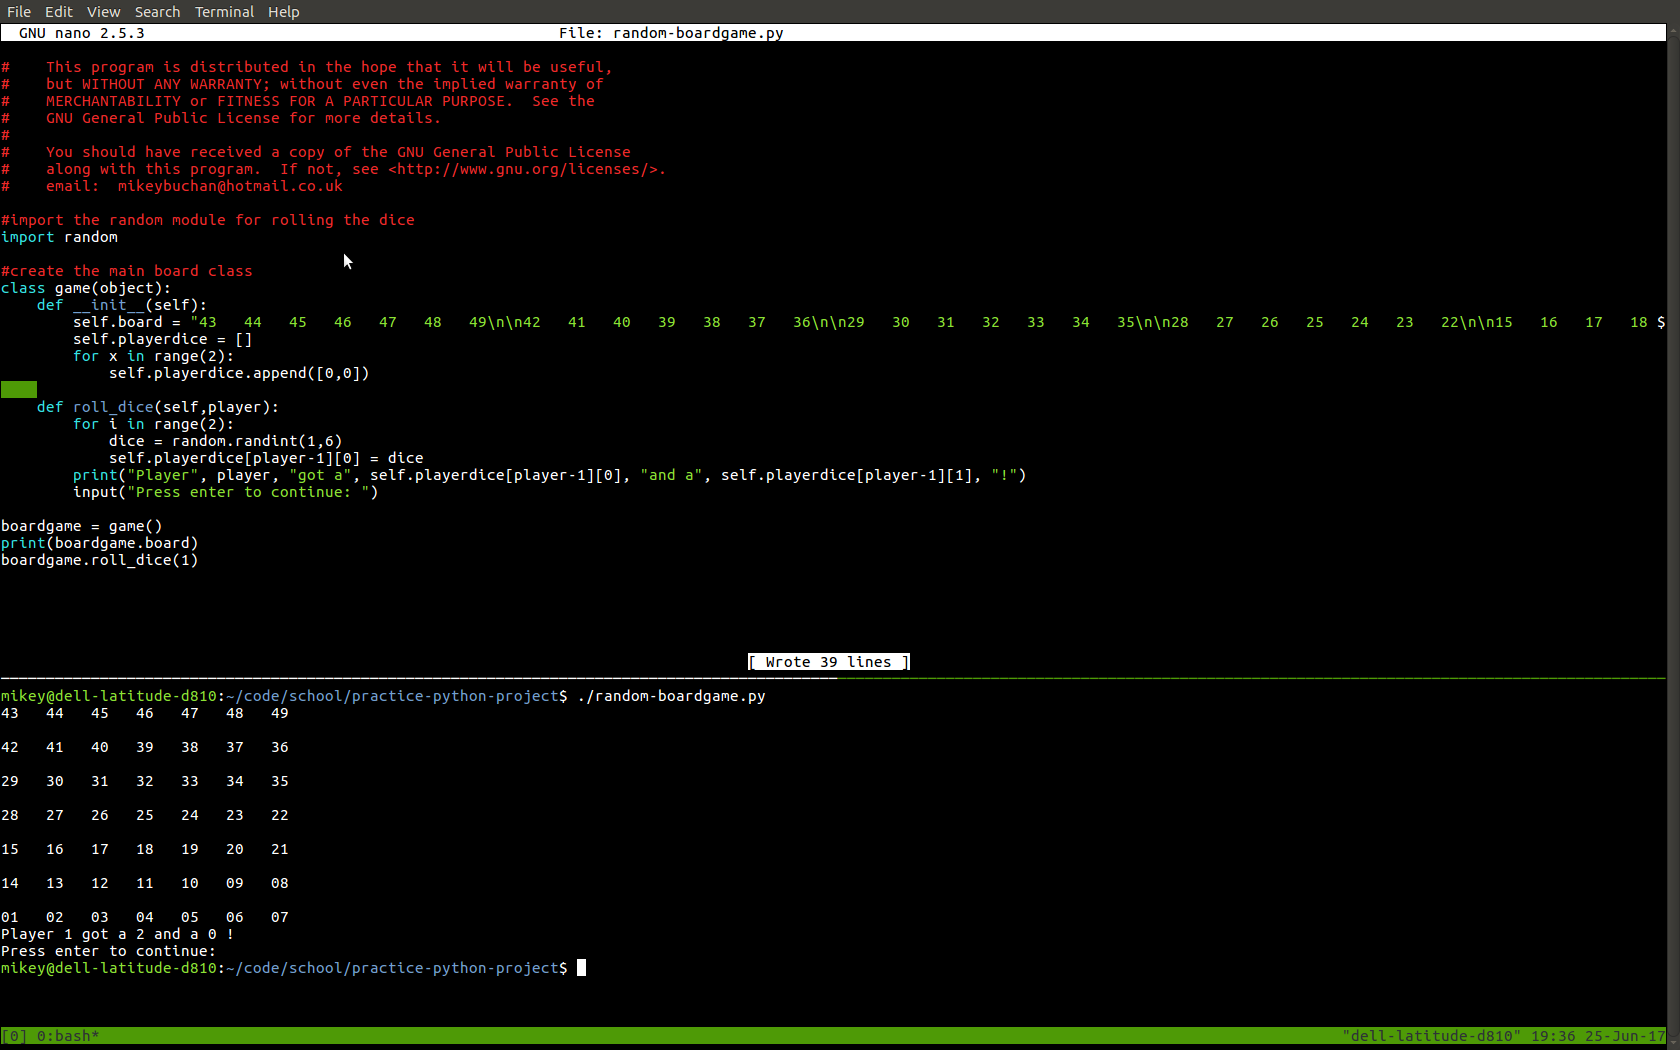 File Edit View Search Terminal Help
GNU nano 2.5.3 File: random-boardgame.py
# This program is distributed in the hope that it will be useful,
# but WITHOUT ANY WARRANTY; without even the implied warranty of
# MERCHANTABILITY or FITNESS FOR A PARTICULAR PURPOSE. See the
# GNU General Public License for more details.
#
# You should have received a copy of the GNU General Public License
# along with this program. If not, see <http://www.gnu.org/licenses/>.
# email: mikeybuchan@hotmail.co.uk
#import the random module for rolling the dice
import random
#create the main board class
class game(object):
    def __init__(self):
        self.board = "43   44   45   46   47   48   49\n\n42   41   40   39   38   37   36\n\n29   30   31   32   33   34   35\n\n28   27   26   25   24   23   22\n\n15   16   17   18 $
        self.playerdice = []
        for x in range(2):
            self.playerdice.append([0,0])
    def roll_dice(self,player):
        for i in range(2):
            dice = random.randint(1,6)
            self.playerdice[player-1][0] = dice
        print("Player", player, "got a", self.playerdice[player-1][0], "and a", self.playerdice[player-1][1], "!")
        input("Press enter to continue: ")
boardgame = game()
print(boardgame.board)
boardgame.roll_dice(1)
[ Wrote 39 lines ]
mikey@dell-latitude-d810:~/code/school/practice-python-project$ ./random-boardgame.py
43   44   45   46   47   48   49
42   41   40   39   38   37   36
29   30   31   32   33   34   35
28   27   26   25   24   23   22
15   16   17   18   19   20   21
14   13   12   11   10   09   08
01   02   03   04   05   06   07
Player 1 got a 2 and a 0 !
Press enter to continue:
mikey@dell-latitude-d810:~/code/school/practice-python-project$
[0] 0:bash* "dell-latitude-d810" 19:36 25-Jun-17